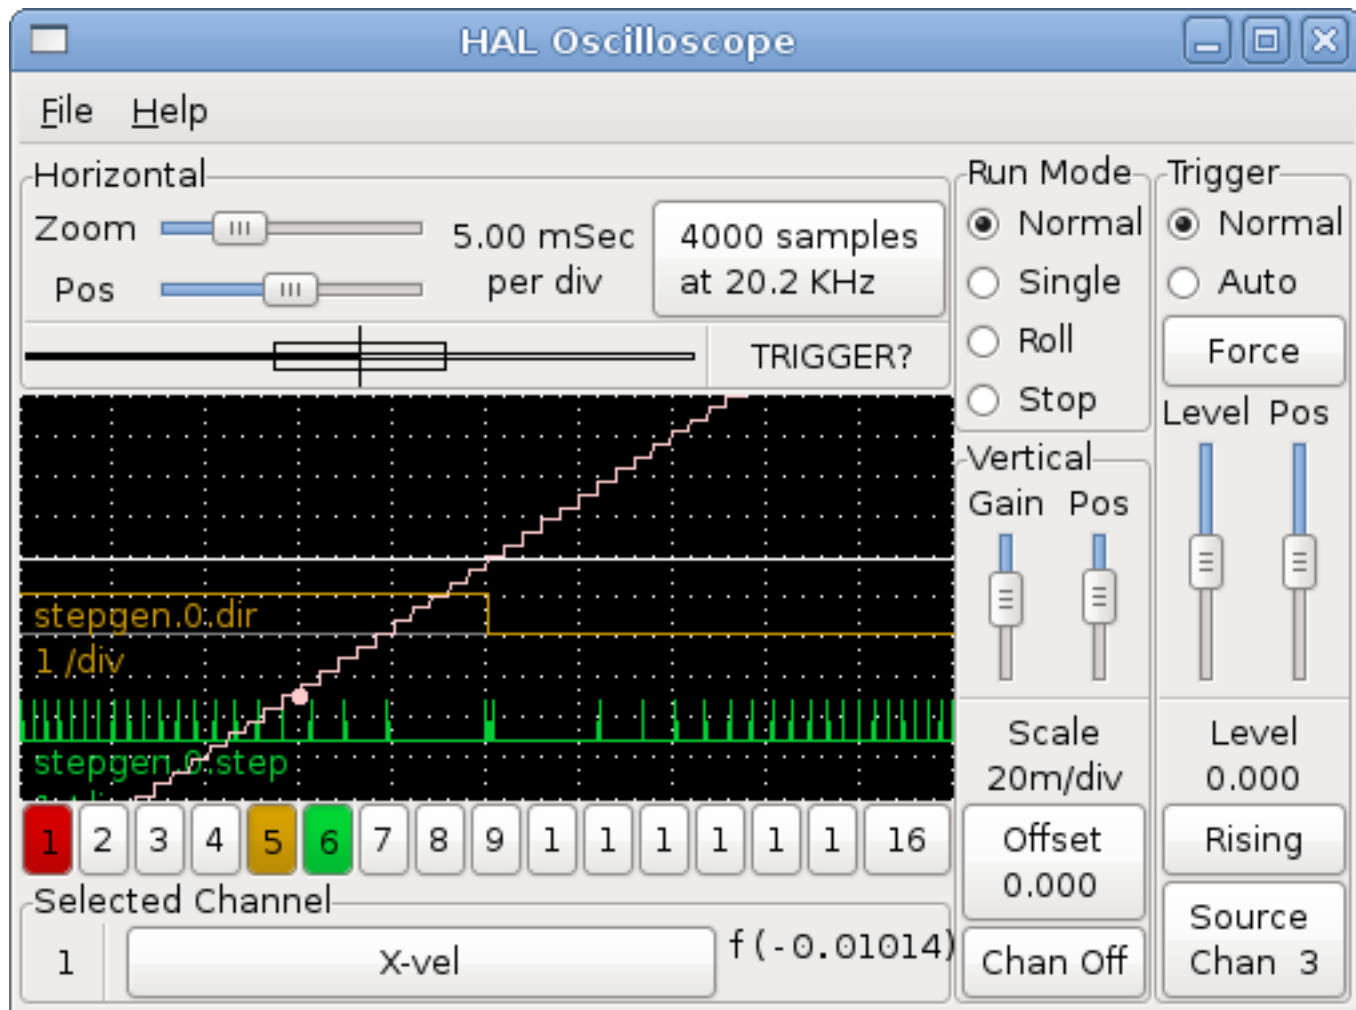 HAL Oscilloscope
File Help
Horizontal
Zoom
Pos
5.00 mSec
per div
4000 samples
at 20.2 KHz
TRIGGER?
Run Mode
Normal
Single
Roll
Stop
Trigger
Normal
Auto
Force
Level Pos
Vertical
Gain Pos
stepgen.0.dir
1 /div
stepgen.0.step
Scale
20m/div
Offset
0.000
Chan Off
Level
0.000
Rising
Source
Chan 3
1 2 3 4 5 6 7 8 9 1 1 1 1 1 1 16
Selected Channel
1
X-vel
f(-0.01014)